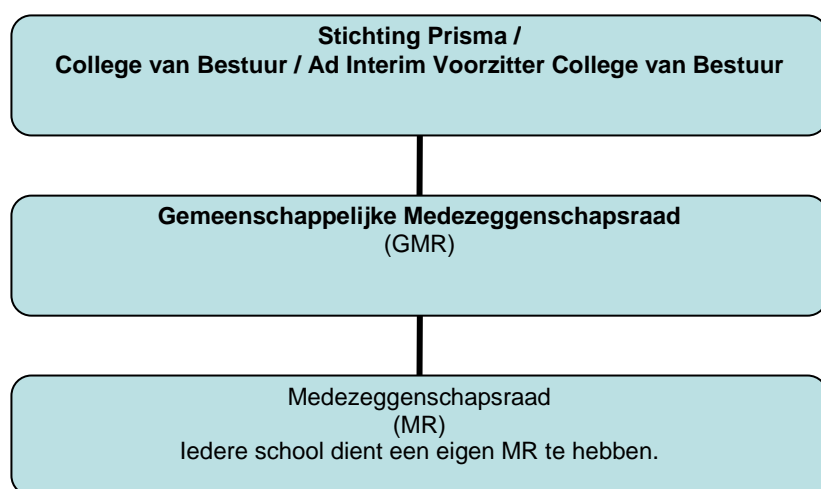 Stichting Prisma /
College van Bestuur / Ad Interim Voorzitter College van Bestuur
Gemeenschappelijke Medezeggenschapsraad
(GMR)
Medezeggenschapsraad
(MR)
Iedere school dient een eigen MR te hebben.